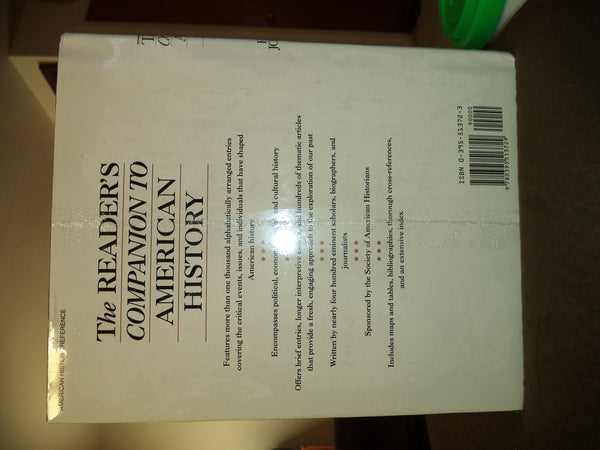 AMERICAN HISTORY/REFERENCE
The READER'S
COMPANION TO
AMERICAN
HISTORY
Features more than one thousand alphabetically arranged entries
covering the critical events, issues, and individuals that have shaped
American history
★ ★ ★
Encompasses political, economic, and cultural history
★ ★ ★
Offers brief entries, longer interpretive and hundreds of thematic articles
that provide a fresh, engaging approach to the exploration of our past
★ ★ ★
Written by nearly four hundred eminent scholars, biographers, and
journalists
★ ★ ★
Sponsored by the Society of American Historians
★ ★ ★
Includes maps and tables, bibliographies, thorough cross-references,
and an extensive index
ISBN 0-395-51372-3
90000
9780395513729